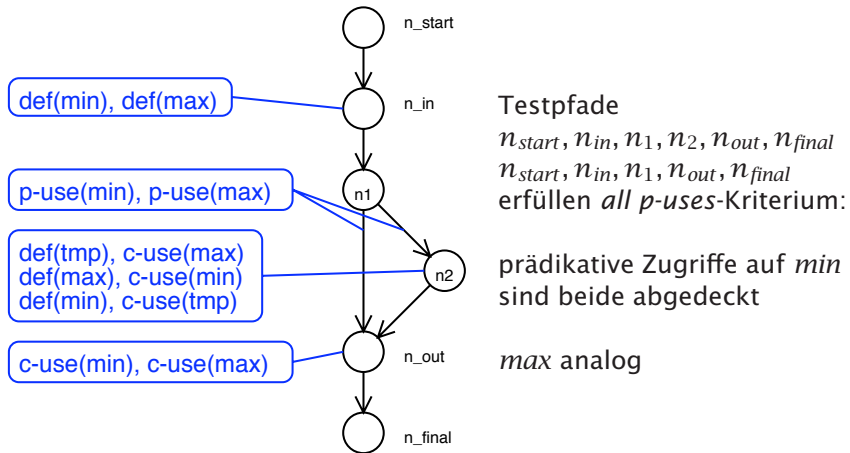 n_start
def(min), def(max)
n_in
p-use(min), p-use(max)
n1
def(tmp), c-use(max)
def(max), c-use(min)
def(min), c-use(tmp)
n2
c-use(min), c-use(max)
n_out
n_final
Testpfade
n_start, n_in, n_1, n_2, n_out, n_final
n_start, n_in, n_1, n_out, n_final
erfüllen all p-uses-Kriterium:
prädikative Zugriffe auf min
sind beide abgedeckt
max analog